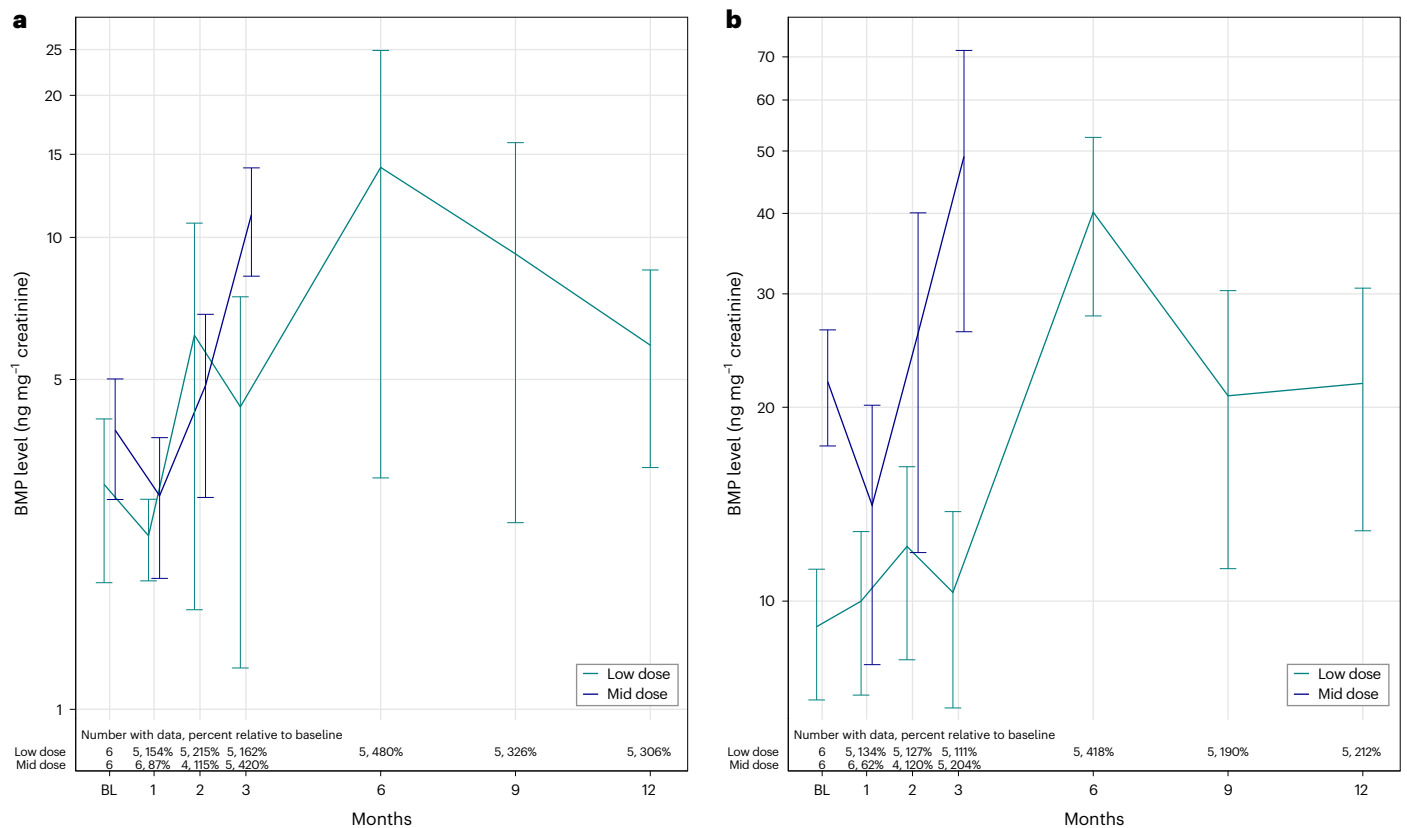 a
BMP level (ng mg⁻¹ creatinine)
25
20
15
10
5
1
Low dose
Mid dose
Number with data, percent relative to baseline
Low dose 6 5, 154% 5, 215% 5, 162% 5, 480% 5, 326% 5, 306%
Mid dose 6 6, 87% 4, 115% 5, 420%
BL 1 2 3 6 9 12
Months
b
BMP level (ng mg⁻¹ creatinine)
70
60
50
40
30
20
10
Low dose
Mid dose
Number with data, percent relative to baseline
Low dose 6 5, 134% 5, 127% 5, 111% 5, 418% 5, 190% 5, 212%
Mid dose 6 6, 62% 4, 120% 5, 204%
BL 1 2 3 6 9 12
Months